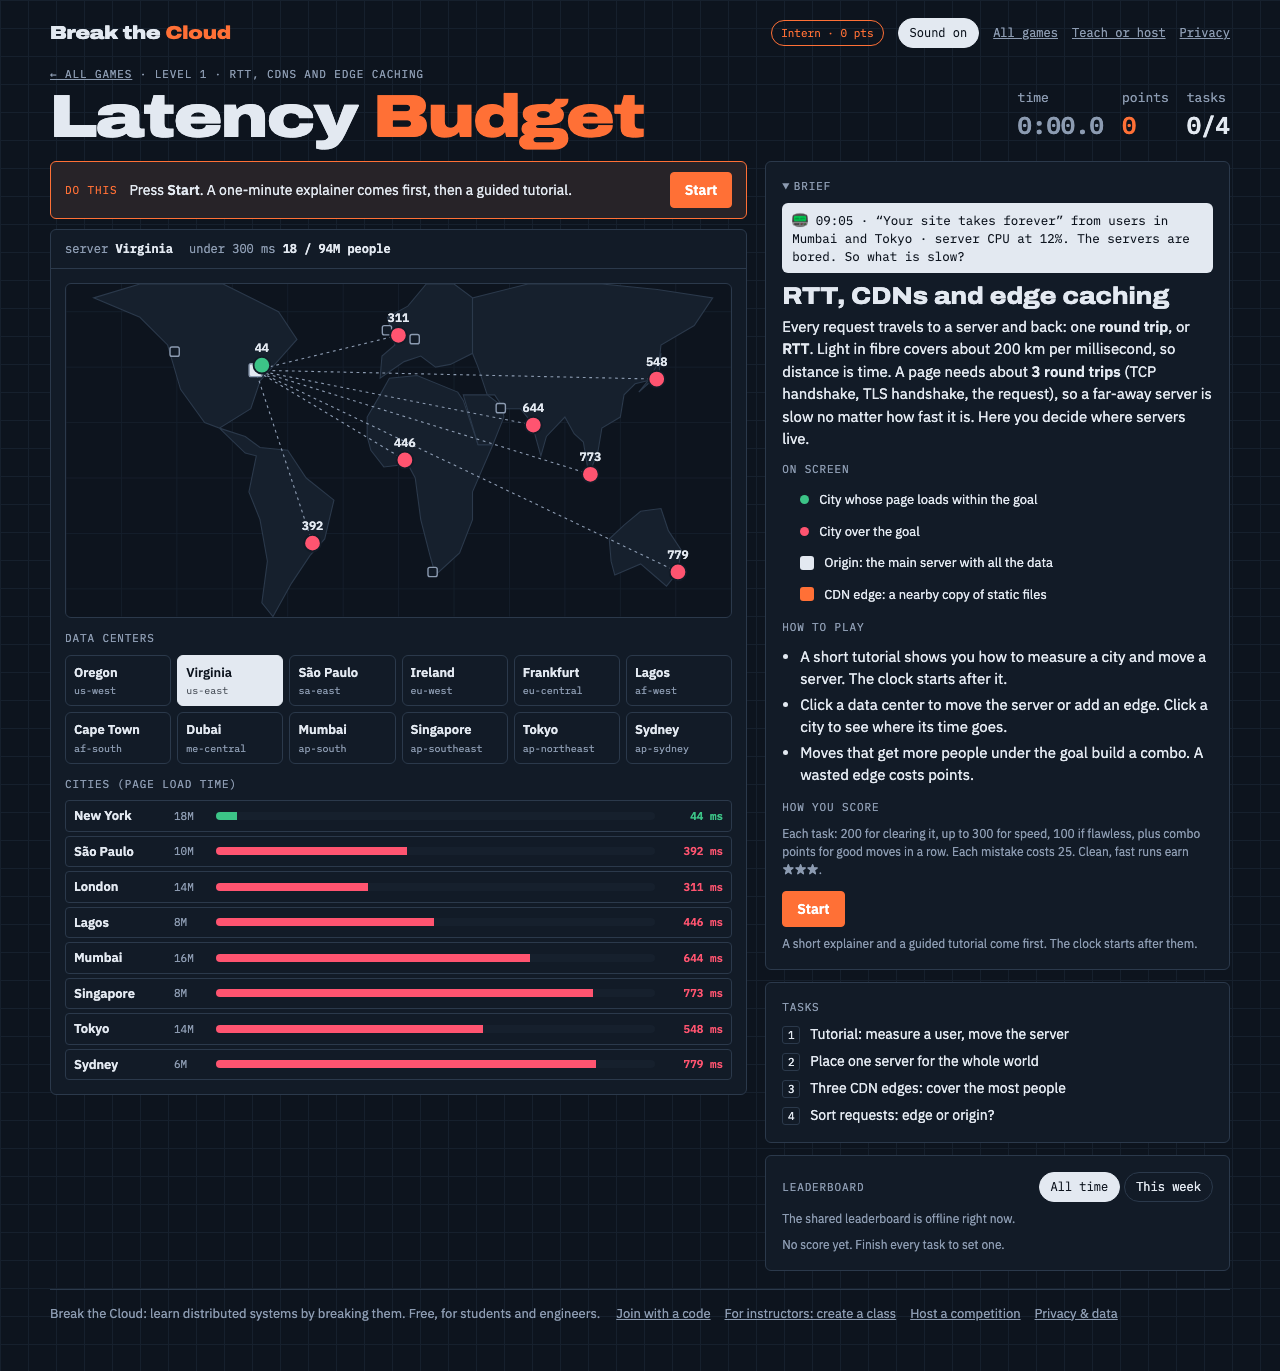 Break the Cloud
Intern · 0 pts
Sound on
All games
Teach or host
Privacy
← ALL GAMES · LEVEL 1 · RTT, CDNS AND EDGE CACHING
Latency Budget
time
0:00.0
points
0
tasks
0/4
DO THIS
Press Start. A one-minute explainer comes first, then a guided tutorial.
Start
server Virginia under 300 ms 18 / 94M people
311
44
548
644
446
773
392
779
DATA CENTERS
Oregon
us-west
Virginia
us-east
São Paulo
sa-east
Ireland
eu-west
Frankfurt
eu-central
Lagos
af-west
Cape Town
af-south
Dubai
me-central
Mumbai
ap-south
Singapore
ap-southeast
Tokyo
ap-northeast
Sydney
ap-sydney
CITIES (PAGE LOAD TIME)
New York 18M 44 ms
São Paulo 10M 392 ms
London 14M 311 ms
Lagos 8M 446 ms
Mumbai 16M 644 ms
Singapore 8M 773 ms
Tokyo 14M 548 ms
Sydney 6M 779 ms
▼ BRIEF
09:05 · “Your site takes forever” from users in
Mumbai and Tokyo · server CPU at 12%. The servers are
bored. So what is slow?
RTT, CDNs and edge caching
Every request travels to a server and back: one round trip, or
RTT. Light in fibre covers about 200 km per millisecond, so
distance is time. A page needs about 3 round trips (TCP
handshake, TLS handshake, the request), so a far-away server is
slow no matter how fast it is. Here you decide where servers
live.
ON SCREEN
City whose page loads within the goal
City over the goal
Origin: the main server with all the data
CDN edge: a nearby copy of static files
HOW TO PLAY
• A short tutorial shows you how to measure a city and move a
server. The clock starts after it.
• Click a data center to move the server or add an edge. Click a
city to see where its time goes.
• Moves that get more people under the goal build a combo. A
wasted edge costs points.
HOW YOU SCORE
Each task: 200 for clearing it, up to 300 for speed, 100 if flawless, plus combo
points for good moves in a row. Each mistake costs 25. Clean, fast runs earn
★★★.
Start
A short explainer and a guided tutorial come first. The clock starts after them.
TASKS
1 Tutorial: measure a user, move the server
2 Place one server for the whole world
3 Three CDN edges: cover the most people
4 Sort requests: edge or origin?
LEADERBOARD
All time
This week
The shared leaderboard is offline right now.
No score yet. Finish every task to set one.
Break the Cloud: learn distributed systems by breaking them. Free, for students and engineers.
Join with a code
For instructors: create a class
Host a competition
Privacy & data